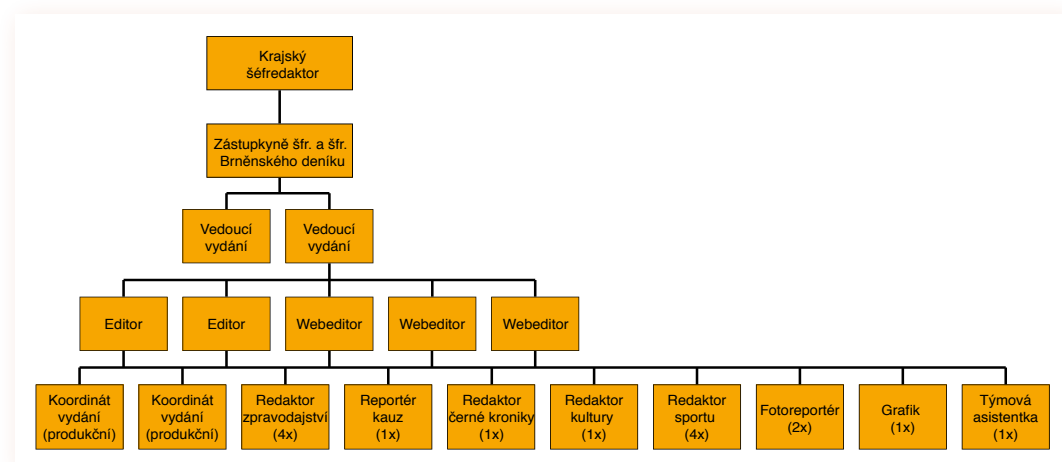 Krajský
šéfredaktor
Zástupkyně šfr. a šfr.
Brněnského deníku
Vedoucí
vydání
Vedoucí
vydání
Editor
Editor
Webeditor
Webeditor
Webeditor
Koordinát
vydání
(produkční)
Koordinát
vydání
(produkční)
Redaktor
zpravodajství
(4x)
Reportér
kauz
(1x)
Redaktor
černé kroniky
(1x)
Redaktor
kultury
(1x)
Redaktor
sportu
(4x)
Fotoreportér
(2x)
Grafik
(1x)
Týmová
asistentka
(1x)